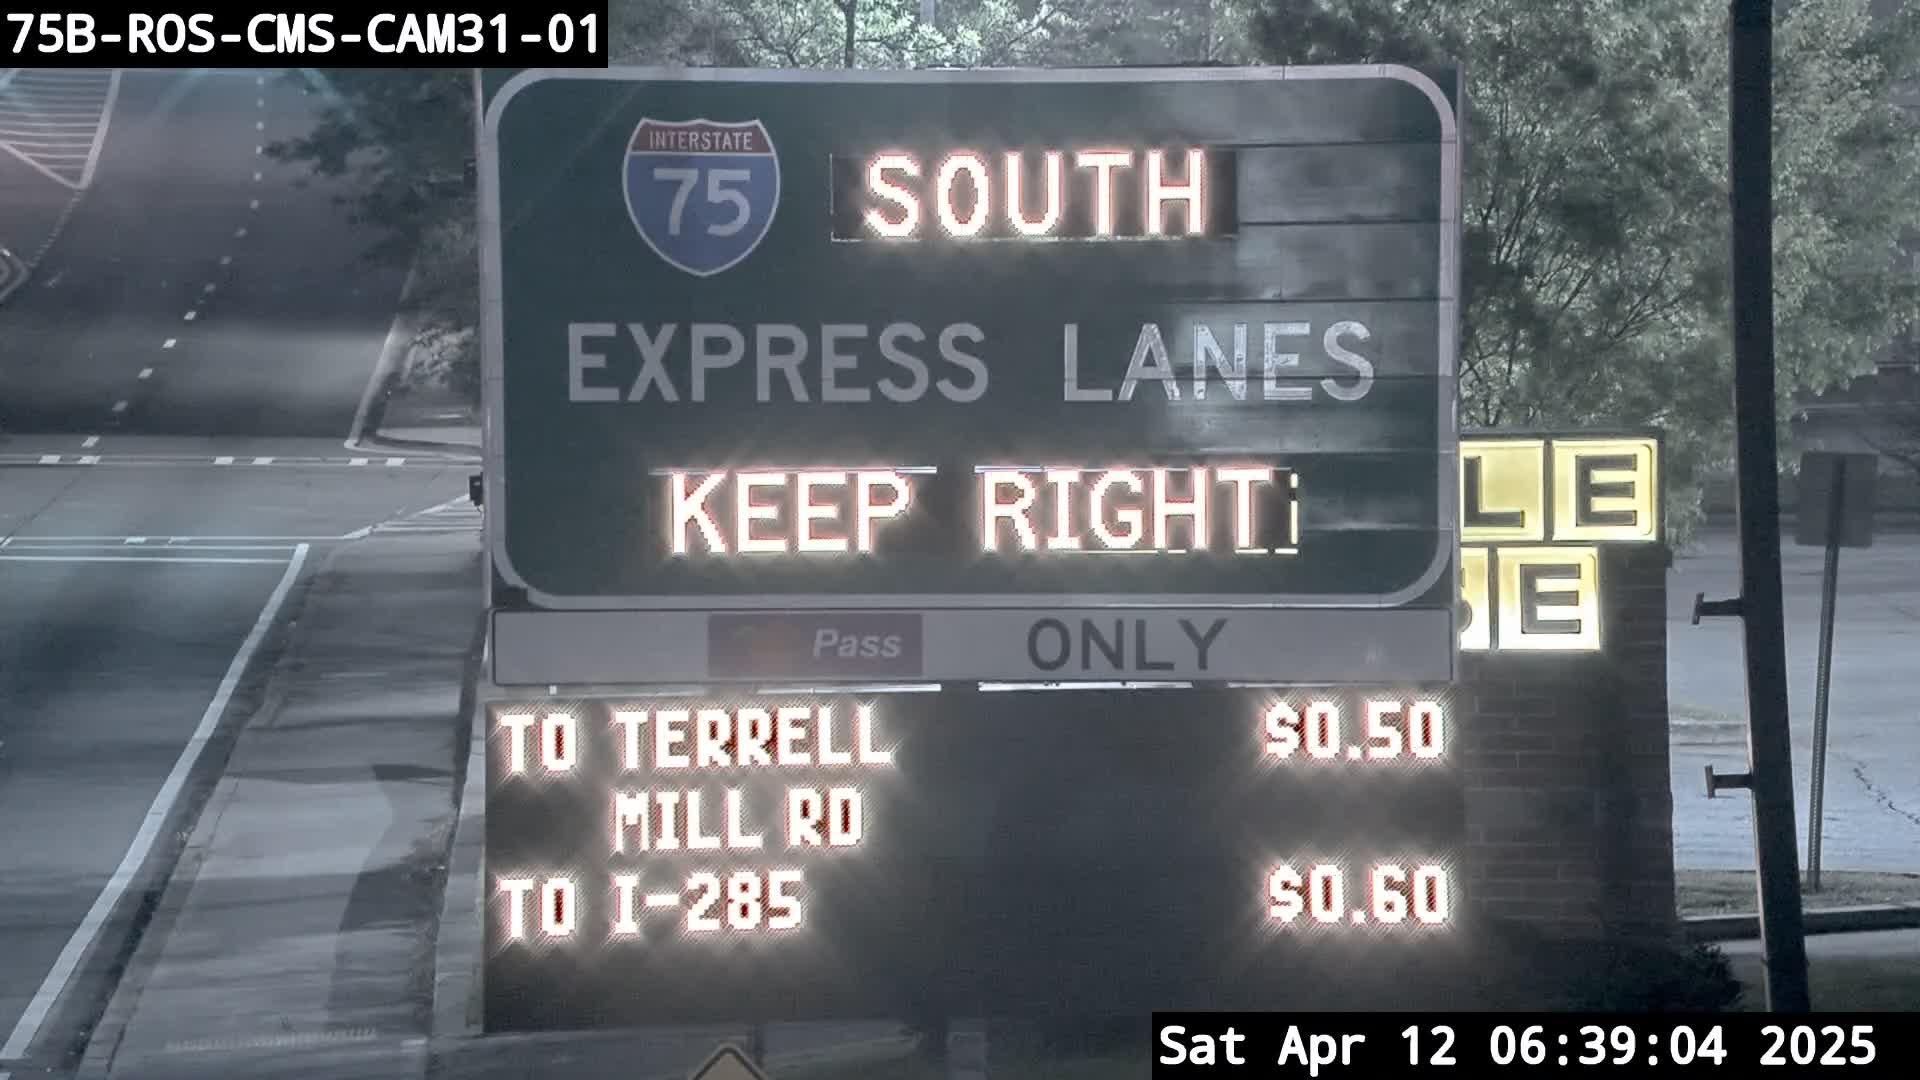 75B-ROS-CMS-CAM31-01
INTERSTATE
75
SOUTH
EXPRESS LANES
KEEP RIGHT
Pass ONLY
LE
E
TO TERRELL $0.50
MILL RD
TO I-285 $0.60
Sat Apr 12 06:39:04 2025